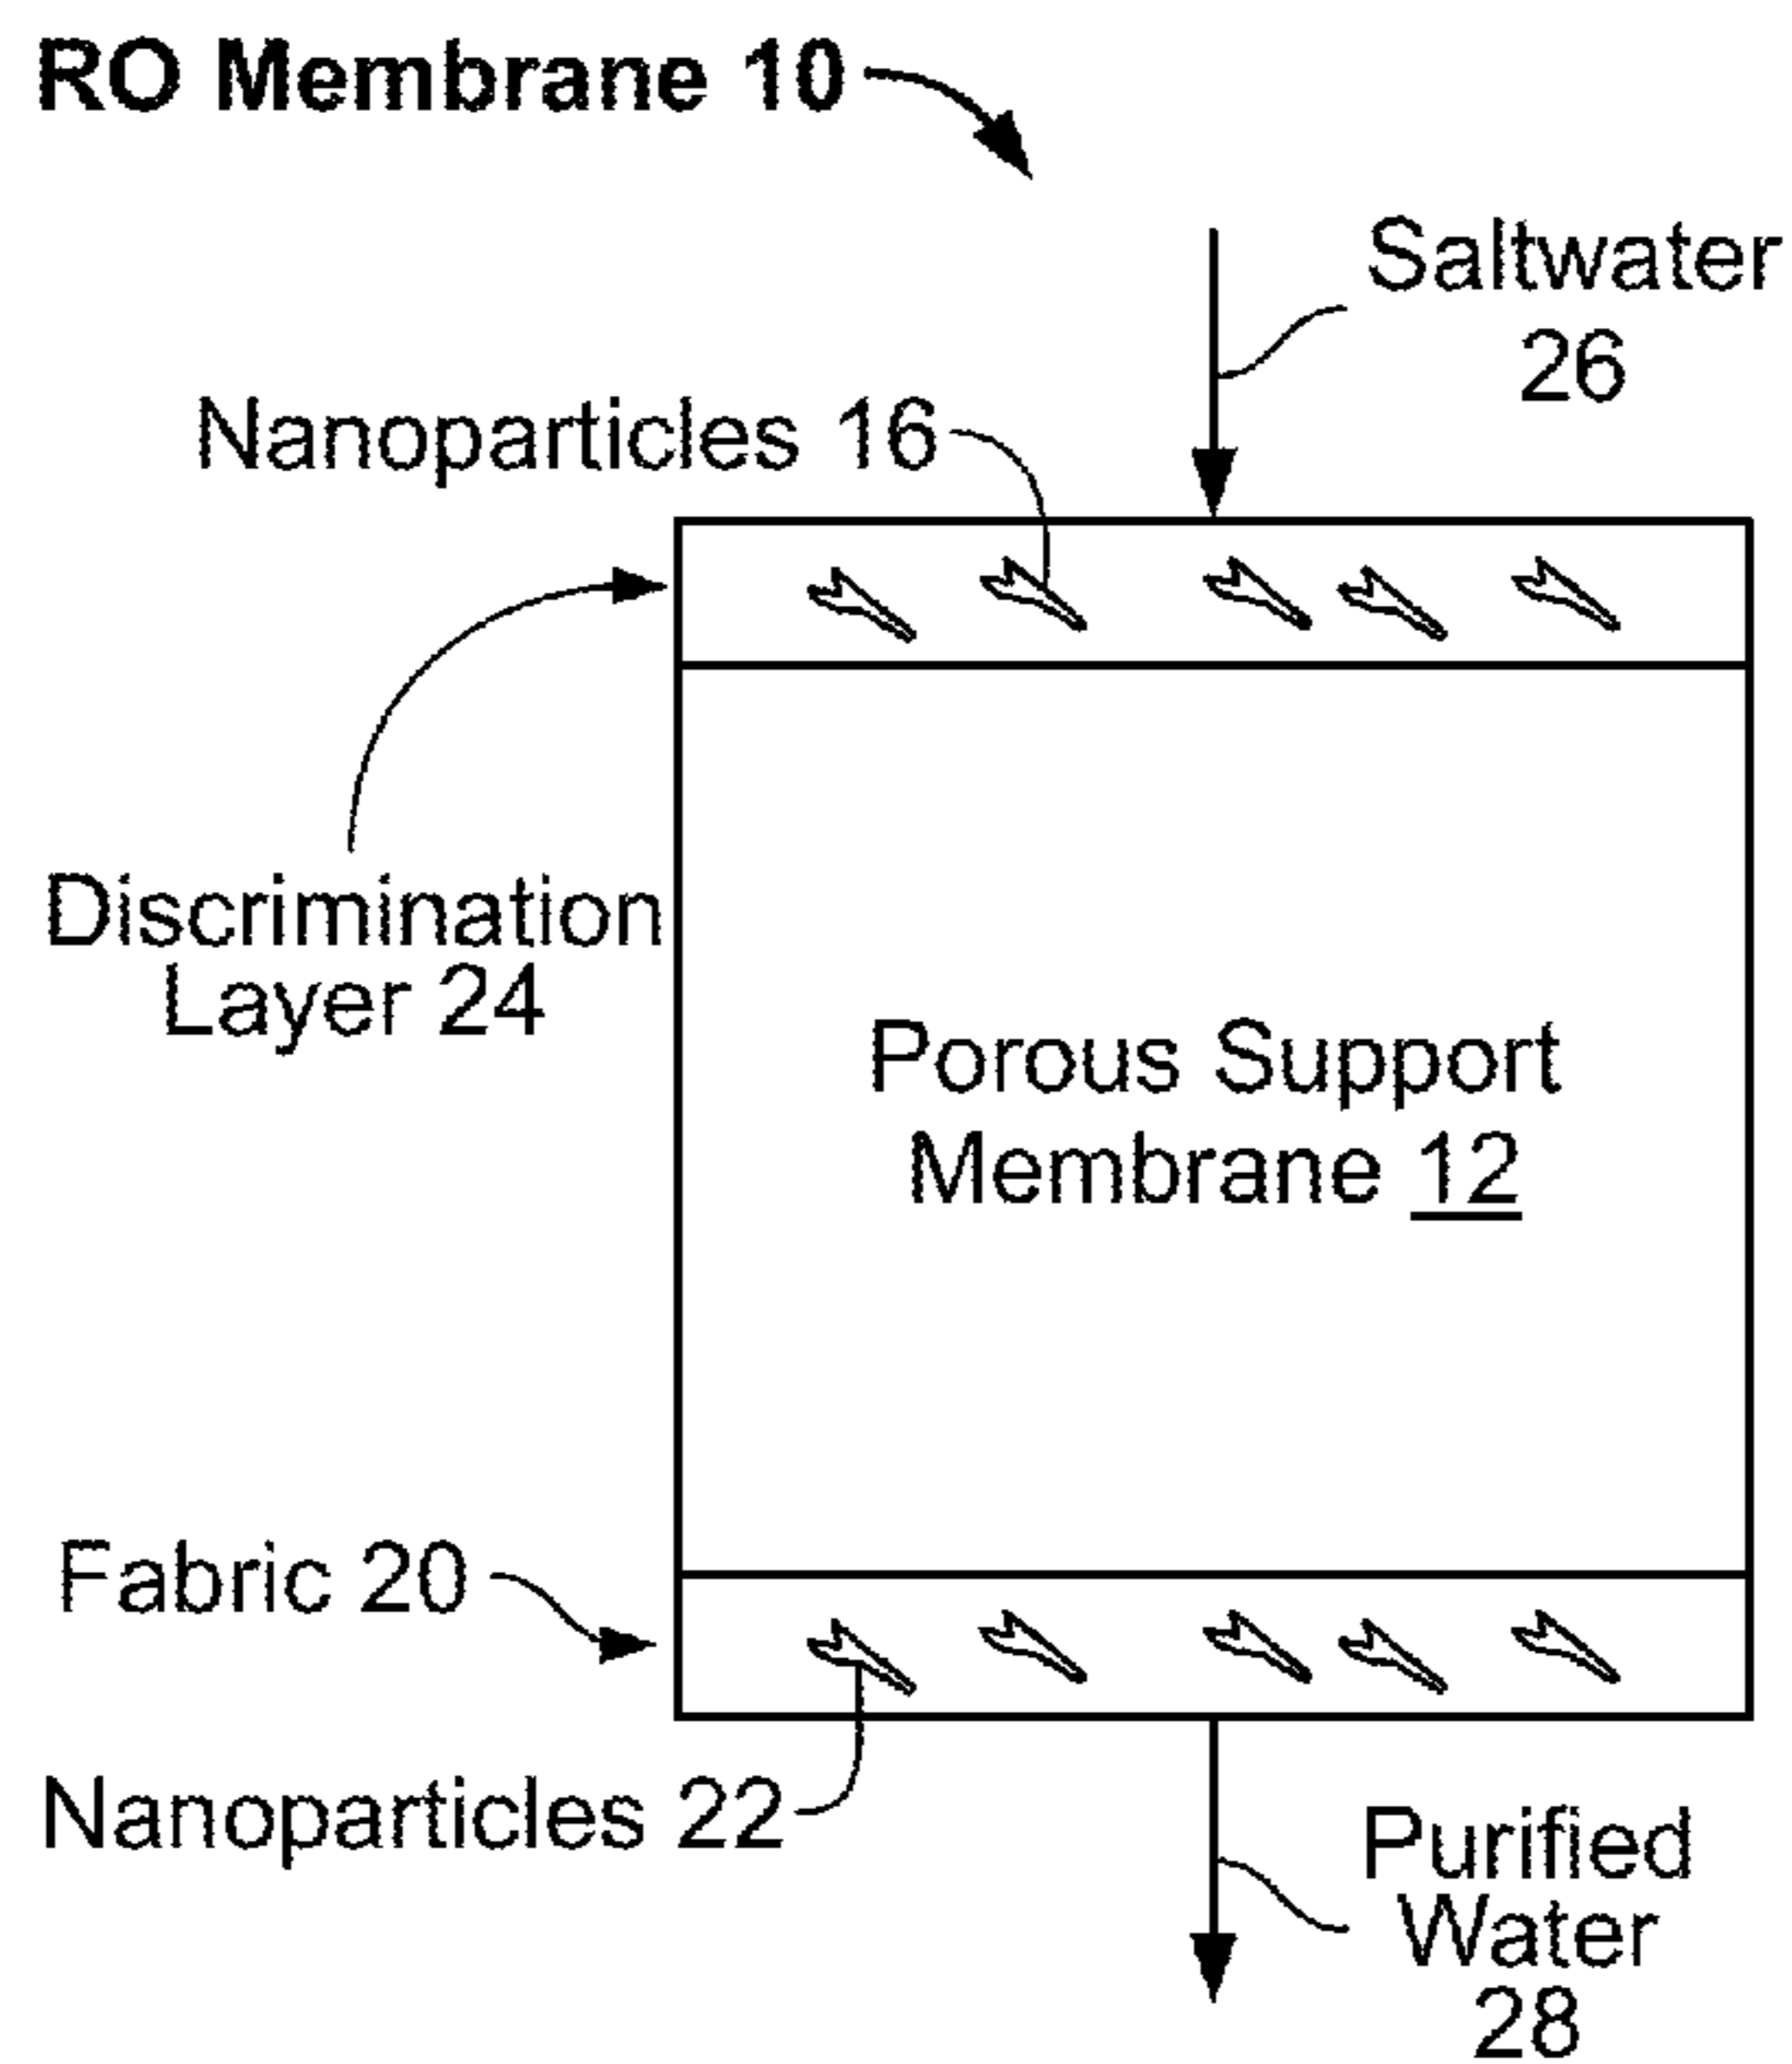 RO Membrane 10
Saltwater
26
Nanoparticles 16
Discrimination
Layer 24
Porous Support
Membrane 12
Fabric 20
Nanoparticles 22
Purified
Water
28